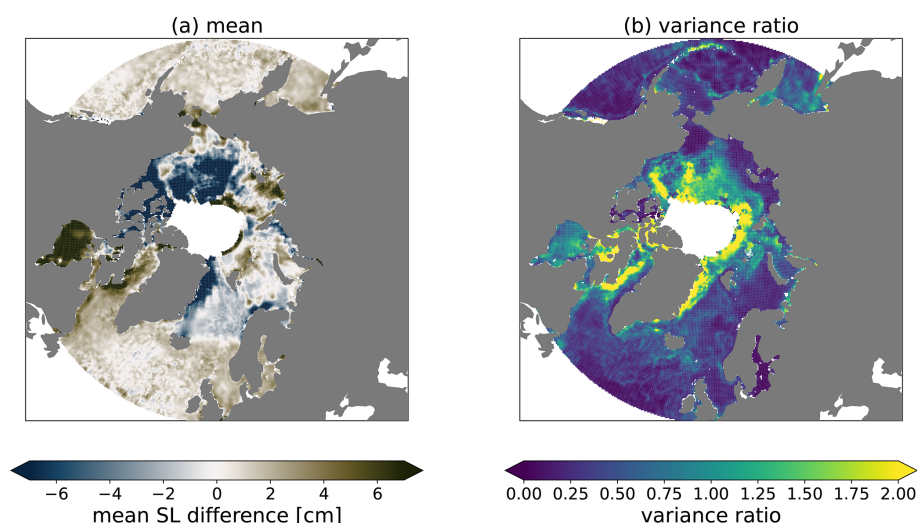 (a) mean
(b) variance ratio
−6 −4 −2 0 2 4 6
mean SL difference [cm]
0.00 0.25 0.50 0.75 1.00 1.25 1.50 1.75 2.00
variance ratio